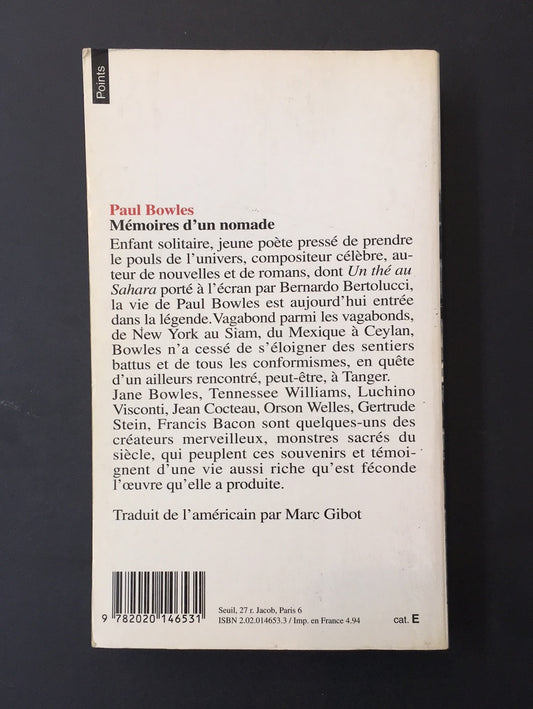 Points
Paul Bowles
Mémoires d'un nomade
Enfant solitaire, jeune poète pressé de prendre
le pouls de l'univers, compositeur célèbre, au-
teur de nouvelles et de romans, dont Un thé au
Sahara porté à l'écran par Bernardo Bertolucci,
la vie de Paul Bowles est aujourd'hui entrée
dans la légende. Vagabond parmi les vagabonds,
de New York au Siam, du Mexique à Ceylan,
Bowles n'a cessé de s'éloigner des sentiers
battus et de tous les conformismes, en quête
d'un ailleurs rencontré, peut-être, à Tanger.
Jane Bowles, Tennessee Williams, Luchino
Visconti, Jean Cocteau, Orson Welles, Gertrude
Stein, Francis Bacon sont quelques-uns des
créateurs merveilleux, monstres sacrés du
siècle, qui peuplent ces souvenirs et témoi-
gnent d'une vie aussi riche qu'est féconde
l'œuvre qu'elle a produite.
Traduit de l'américain par Marc Gibot
Seuil, 27 r. Jacob, Paris 6
ISBN 2.02.014653.3 / Imp. en France 4.94
cat. E
9 782020 146531